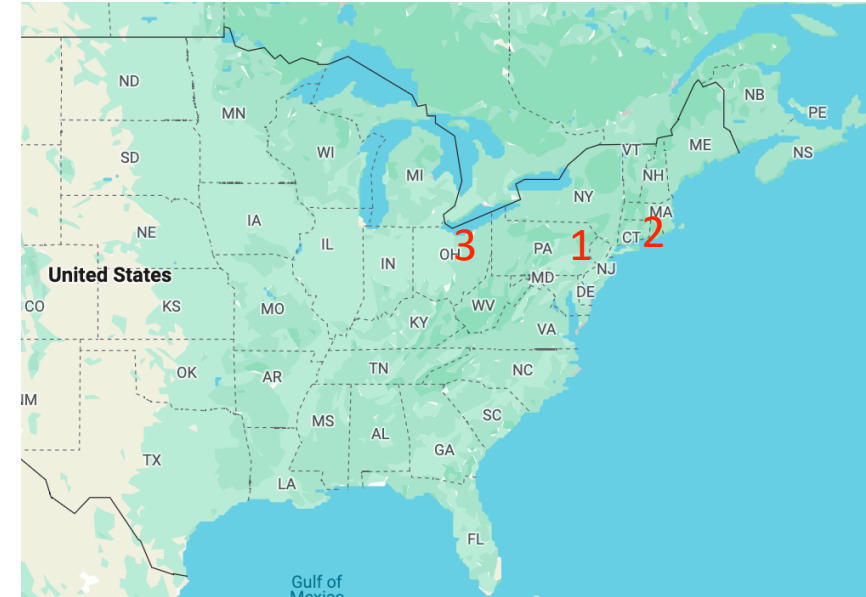 NB
ND
PE
MN
VT
ME
NS
WI
SD
MI
NH
NY
MA
IA
NE
2
CT
IL
3
OH
PA
1
IN
NJ
United States
MD
DE
CO
KS
MO
WV
KY
VA
TN
NC
OK
AR
NM
SC
MS
AL
GA
TX
LA
FL
Gulf of
Mexico